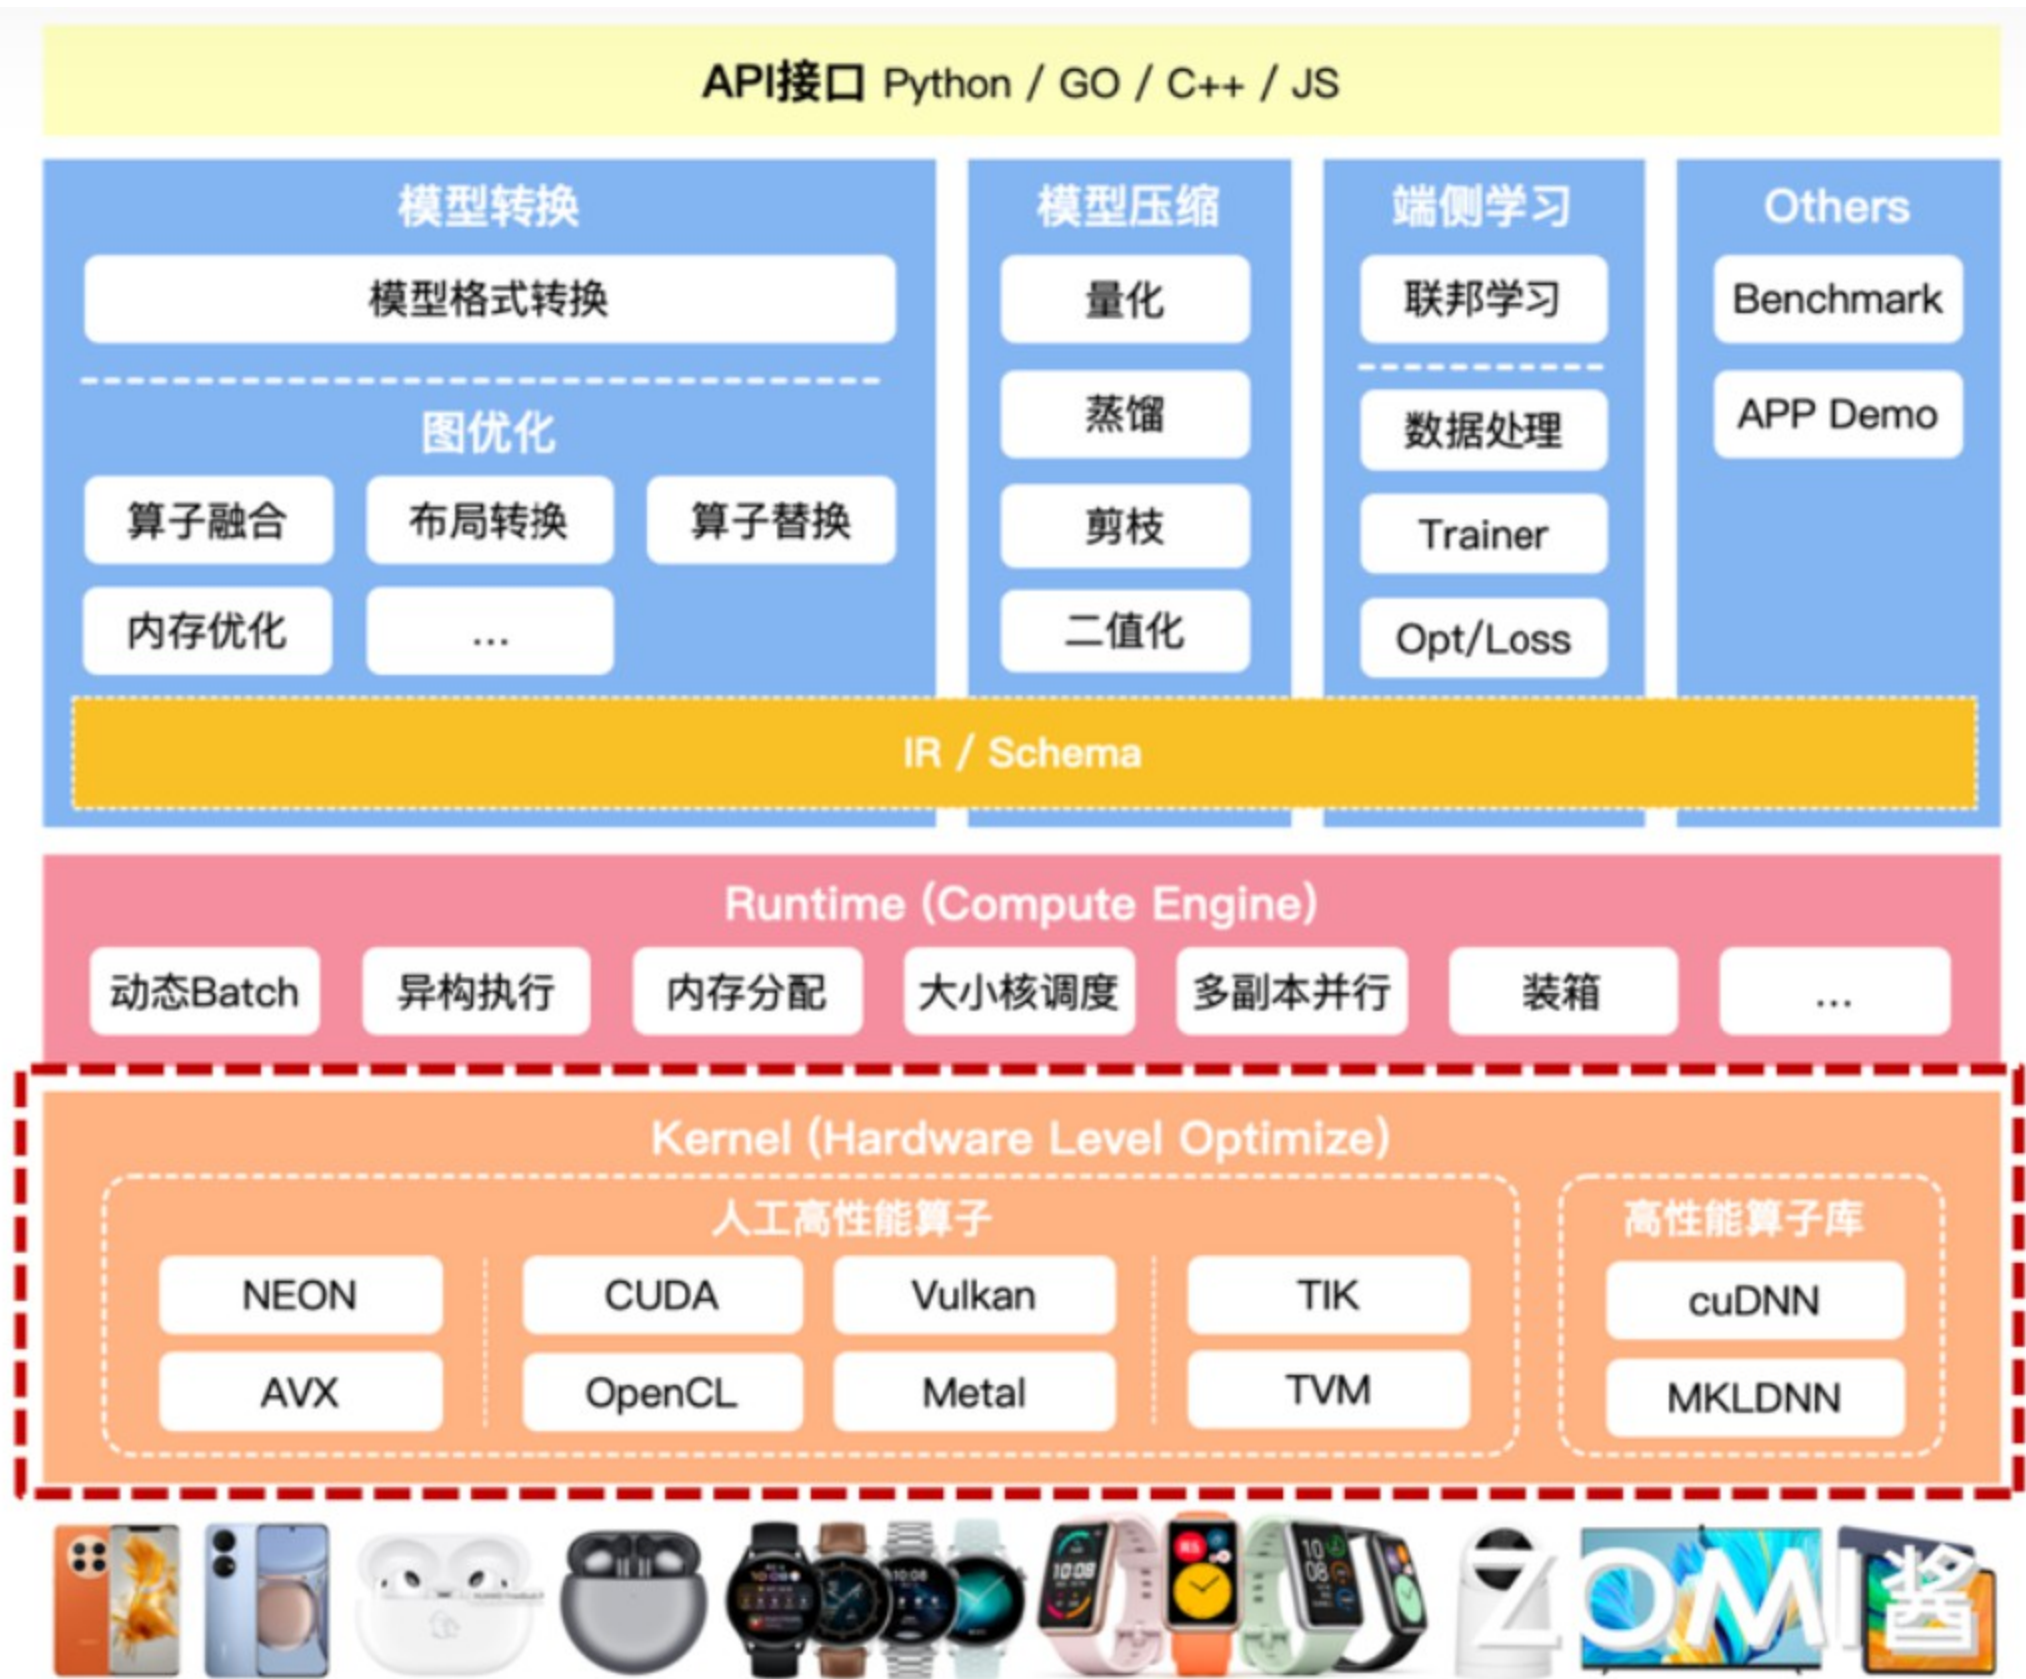 API接口 Python / GO / C++ / JS
模型转换
模型格式转换
图优化
算子融合
布局转换
算子替换
内存优化
...
模型压缩
量化
蒸馏
剪枝
二值化
端侧学习
联邦学习
数据处理
Trainer
Opt/Loss
Others
Benchmark
APP Demo
IR / Schema
Runtime (Compute Engine)
动态Batch
异构执行
内存分配
大小核调度
多副本并行
装箱
...
Kernel (Hardware Level Optimize)
人工高性能算子
NEON
CUDA
Vulkan
TIK
AVX
OpenCL
Metal
TVM
高性能算子库
cuDNN
MKLDNN
10:08
10:09
10
08
ZOMI酱